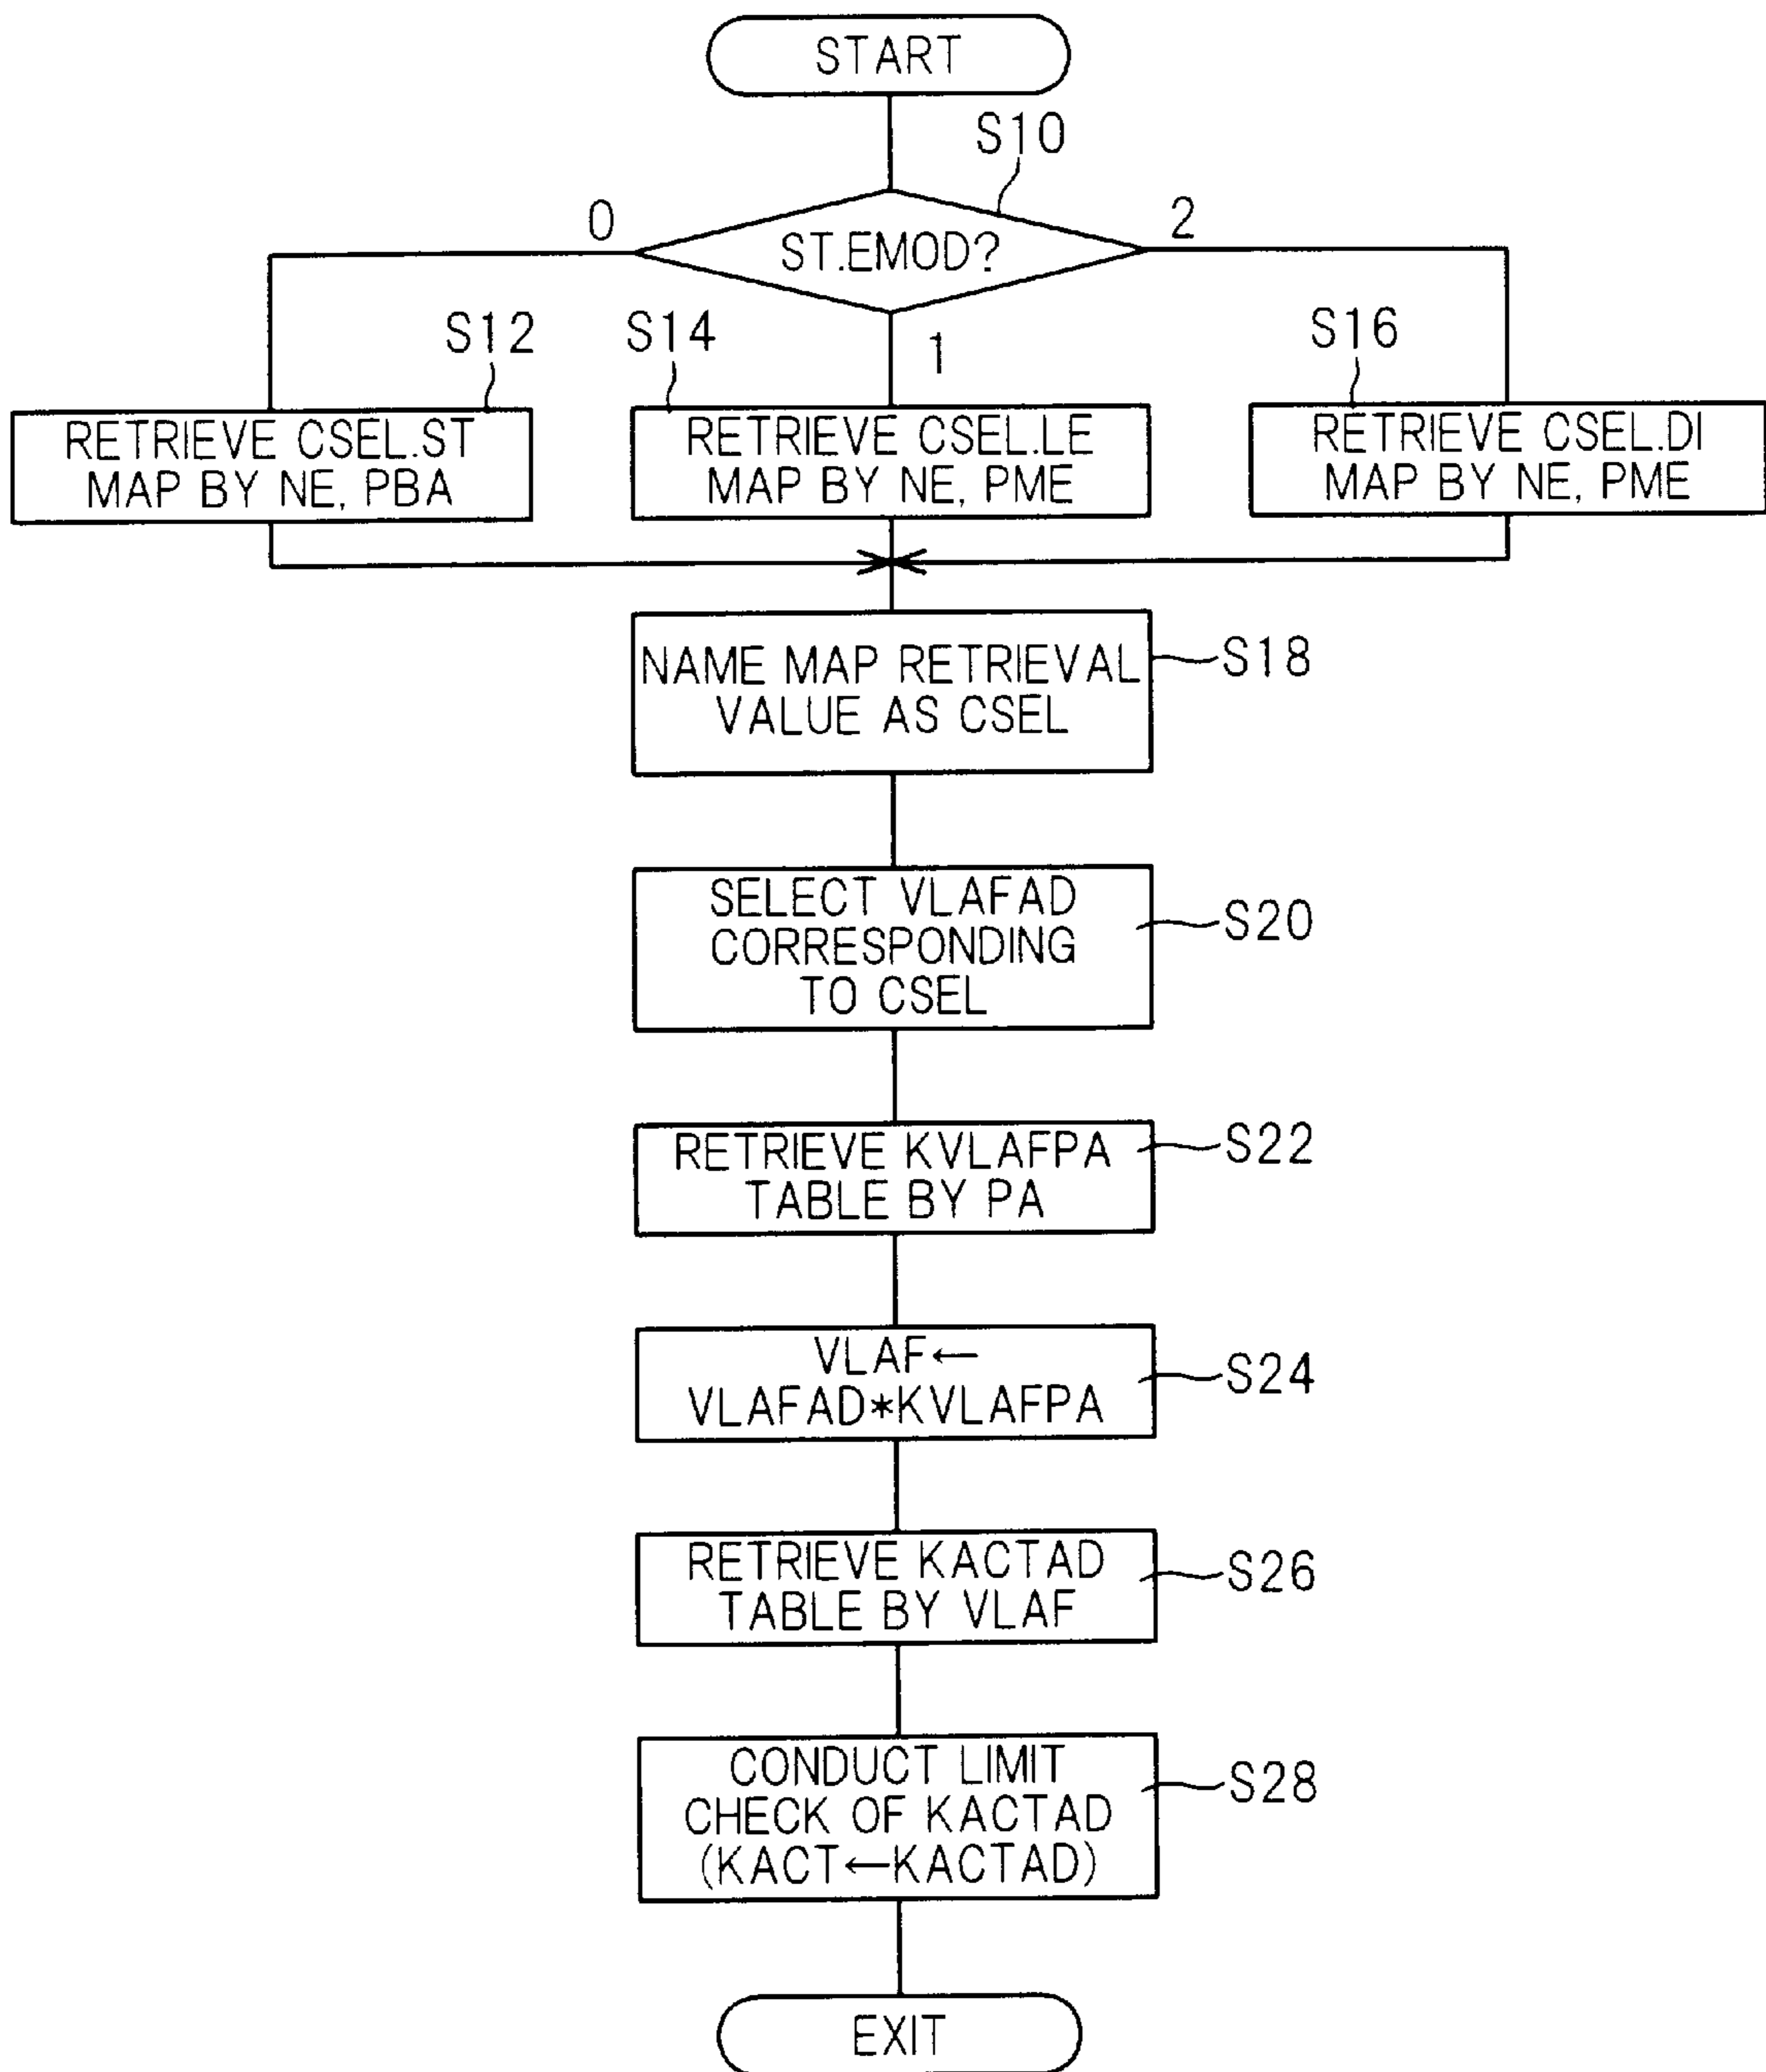 START
S10
0
ST.EMOD?
2
S12
S14
1
S16
RETRIEVE CSEL.ST
MAP BY NE, PBA
RETRIEVE CSEL.LE
MAP BY NE, PME
RETRIEVE CSEL.DI
MAP BY NE, PME
NAME MAP RETRIEVAL
VALUE AS CSEL
S18
SELECT VLAFAD
CORRESPONDING
TO CSEL
S20
RETRIEVE KVLAFPA
TABLE BY PA
S22
VLAF←
VLAFAD*KVLAFPA
S24
RETRIEVE KACTAD
TABLE BY VLAF
S26
CONDUCT LIMIT
CHECK OF KACTAD
(KACT←KACTAD)
S28
EXIT